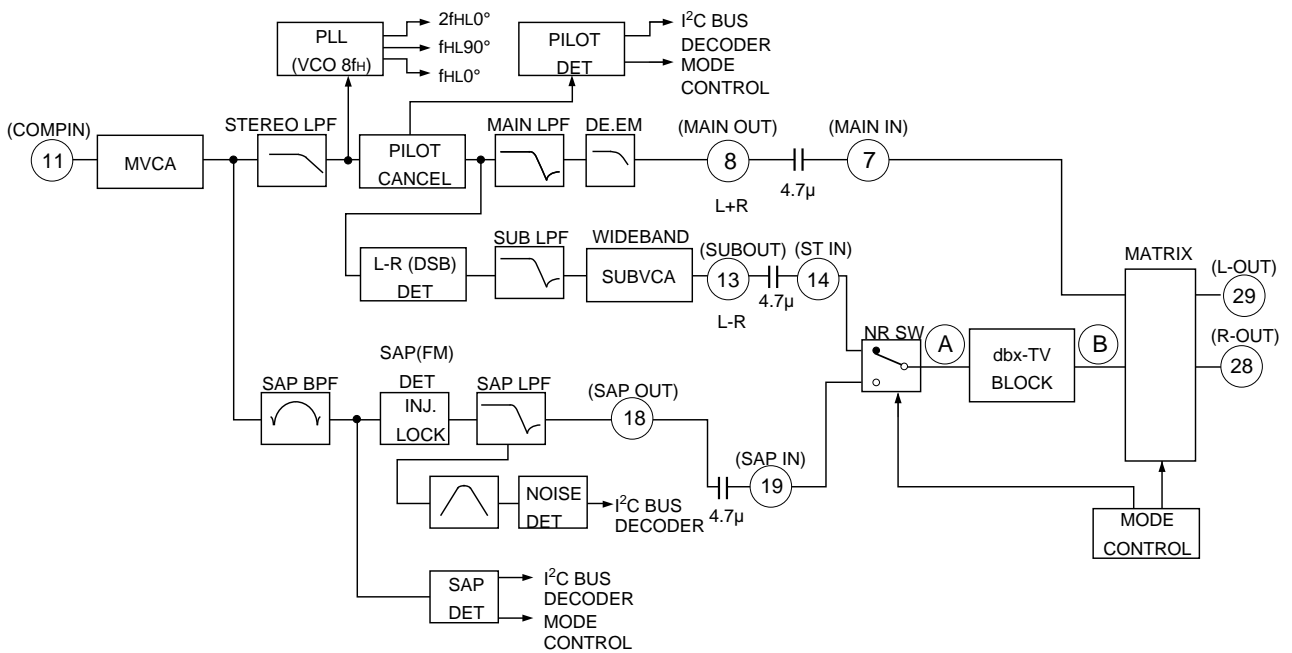 PLL
(VCO 8fH)
2fHL0°
fHL90°
fHL0°
PILOT
DET
I²C BUS
DECODER
MODE
CONTROL
(COMPIN)
11
MVCA
STEREO LPF
PILOT
CANCEL
MAIN LPF
DE.EM
(MAIN OUT)
8
L+R
4.7μ
(MAIN IN)
7
L-R (DSB)
DET
SUB LPF
WIDEBAND
SUBVCA
(SUBOUT)
13
L-R
4.7μ
(ST IN)
14
MATRIX
(L-OUT)
29
(R-OUT)
28
NR SW
A
dbx-TV
BLOCK
B
SAP BPF
SAP(FM)
DET
INJ.
LOCK
SAP LPF
(SAP OUT)
18
4.7μ
(SAP IN)
19
NOISE
DET
I²C BUS
DECODER
MODE
CONTROL
SAP
DET
I²C BUS
DECODER
MODE
CONTROL